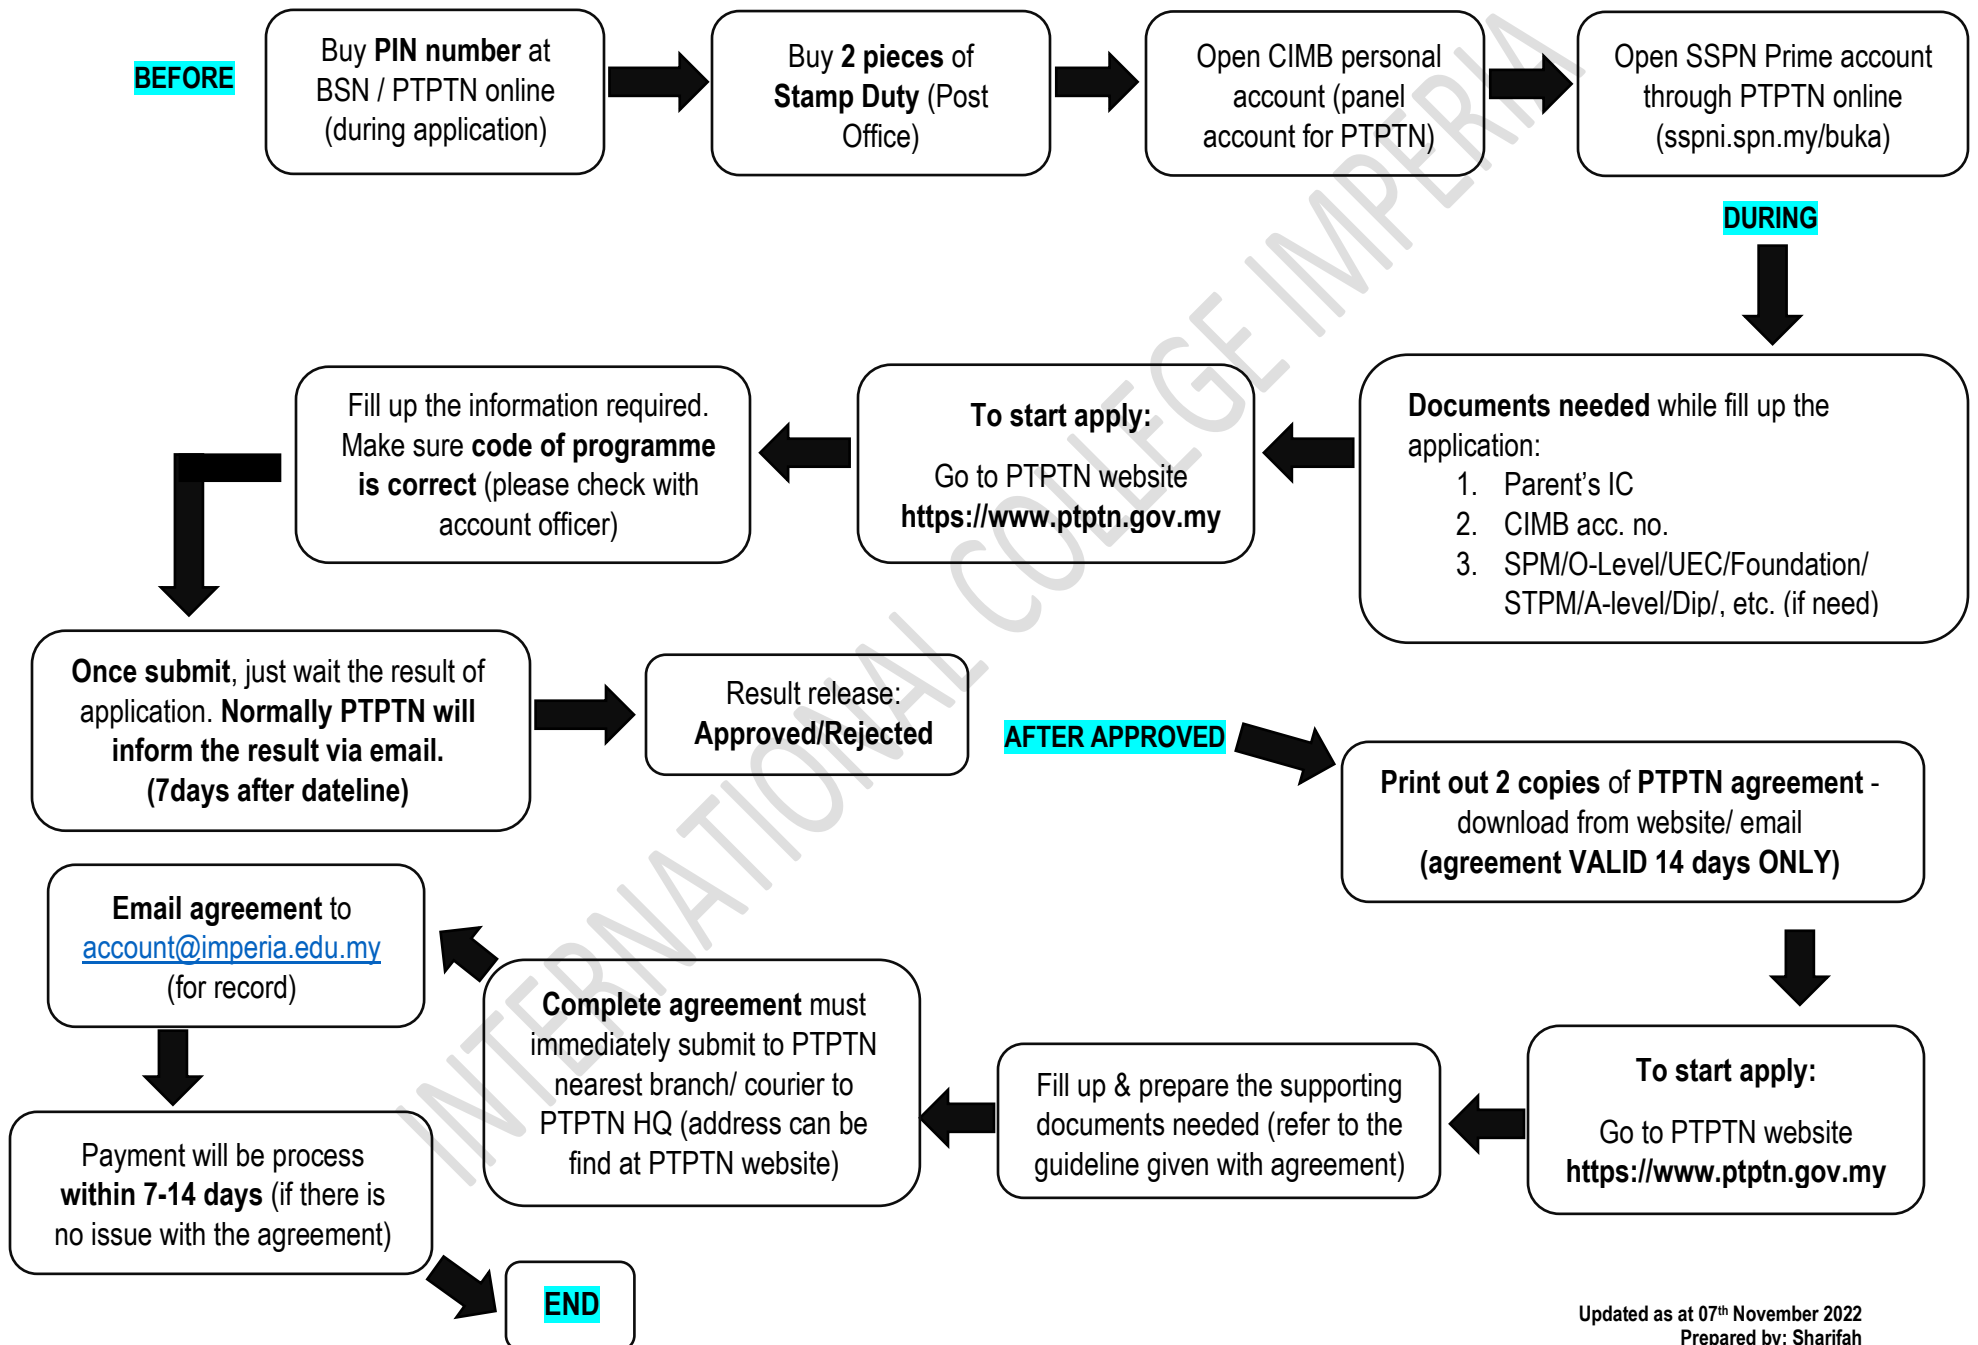 BEFORE
Buy PIN number at
BSN / PTPTN online
(during application)
Buy 2 pieces of
Stamp Duty (Post
Office)
Open CIMB personal
account (panel
account for PTPTN)
Open SSPN Prime account
through PTPTN online
(sspni.spn.my/buka)
DURING
Documents needed while fill up the
application:
1. Parent’s IC
2. CIMB acc. no.
3. SPM/O-Level/UEC/Foundation/
STPM/A-level/Dip/, etc. (if need)
To start apply:
Go to PTPTN website
https://www.ptptn.gov.my
Fill up the information required.
Make sure code of programme
is correct (please check with
account officer)
Once submit, just wait the result of
application. Normally PTPTN will
inform the result via email.
(7days after dateline)
Result release:
Approved/Rejected
AFTER APPROVED
Print out 2 copies of PTPTN agreement -
download from website/ email
(agreement VALID 14 days ONLY)
To start apply:
Go to PTPTN website
https://www.ptptn.gov.my
Fill up & prepare the supporting
documents needed (refer to the
guideline given with agreement)
Complete agreement must
immediately submit to PTPTN
nearest branch/ courier to
PTPTN HQ (address can be
find at PTPTN website)
Email agreement to
account@imperia.edu.my
(for record)
Payment will be process
within 7-14 days (if there is
no issue with the agreement)
END
INTERNATIONAL COLLEGE IMPERIA
Updated as at 07th November 2022
Prepared by: Sharifah